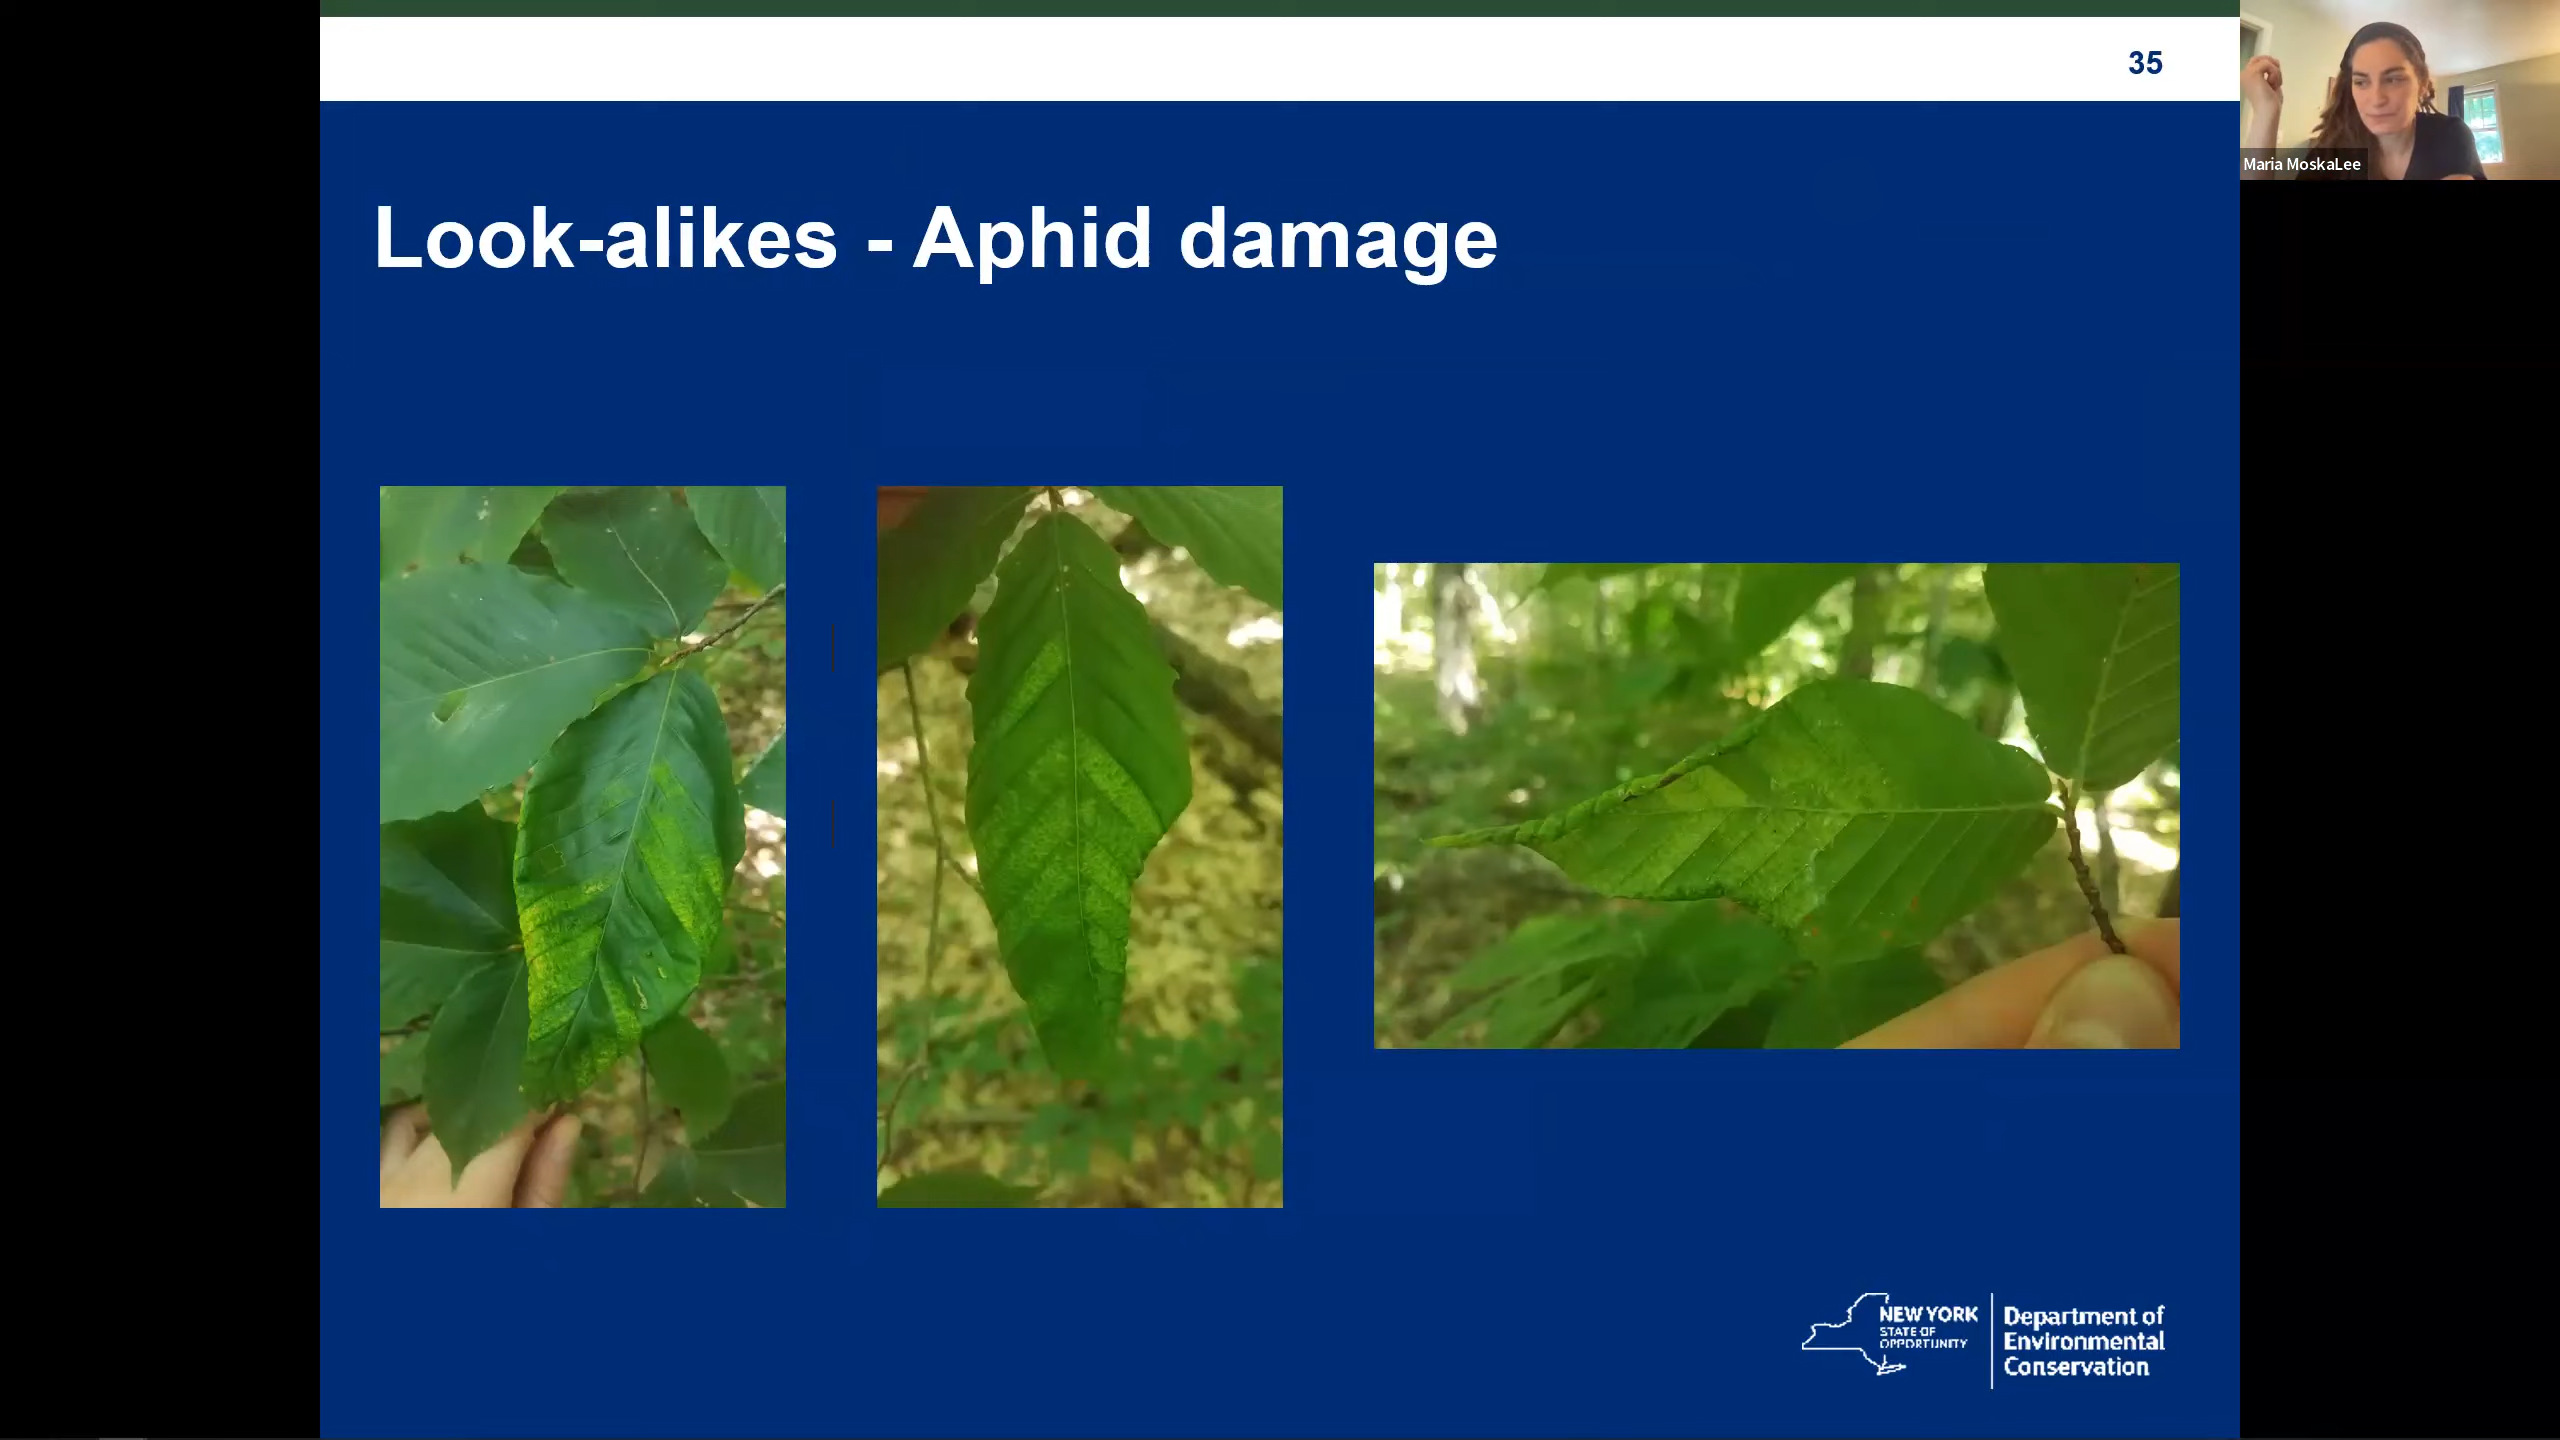 35
Maria MoskaLee
Look-alikes - Aphid damage
NEW YORK
STATE OF
OPPORTUNITY
Department of
Environmental
Conservation